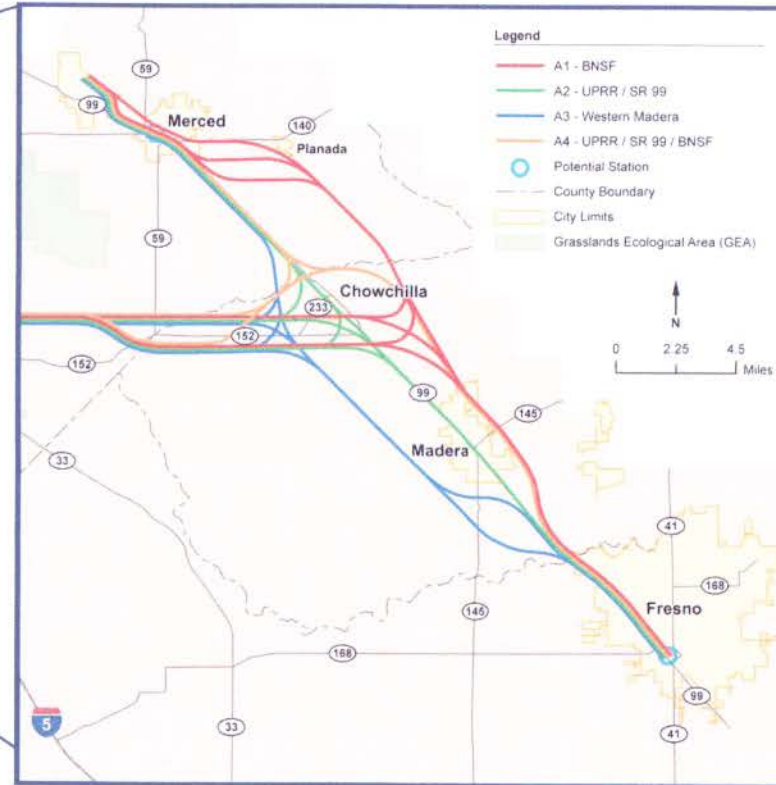 Legend
A1 - BNSF
A2 - UPRR / SR 99
A3 - Western Madera
A4 - UPRR / SR 99 / BNSF
Potential Station
County Boundary
City Limits
Grasslands Ecological Area (GEA)
N
0 2.25 4.5
Miles
59
99
Merced
140
Planada
59
Chowchilla
233
152
152
99
145
Madera
33
41
168
Fresno
145
168
5
33
99
41